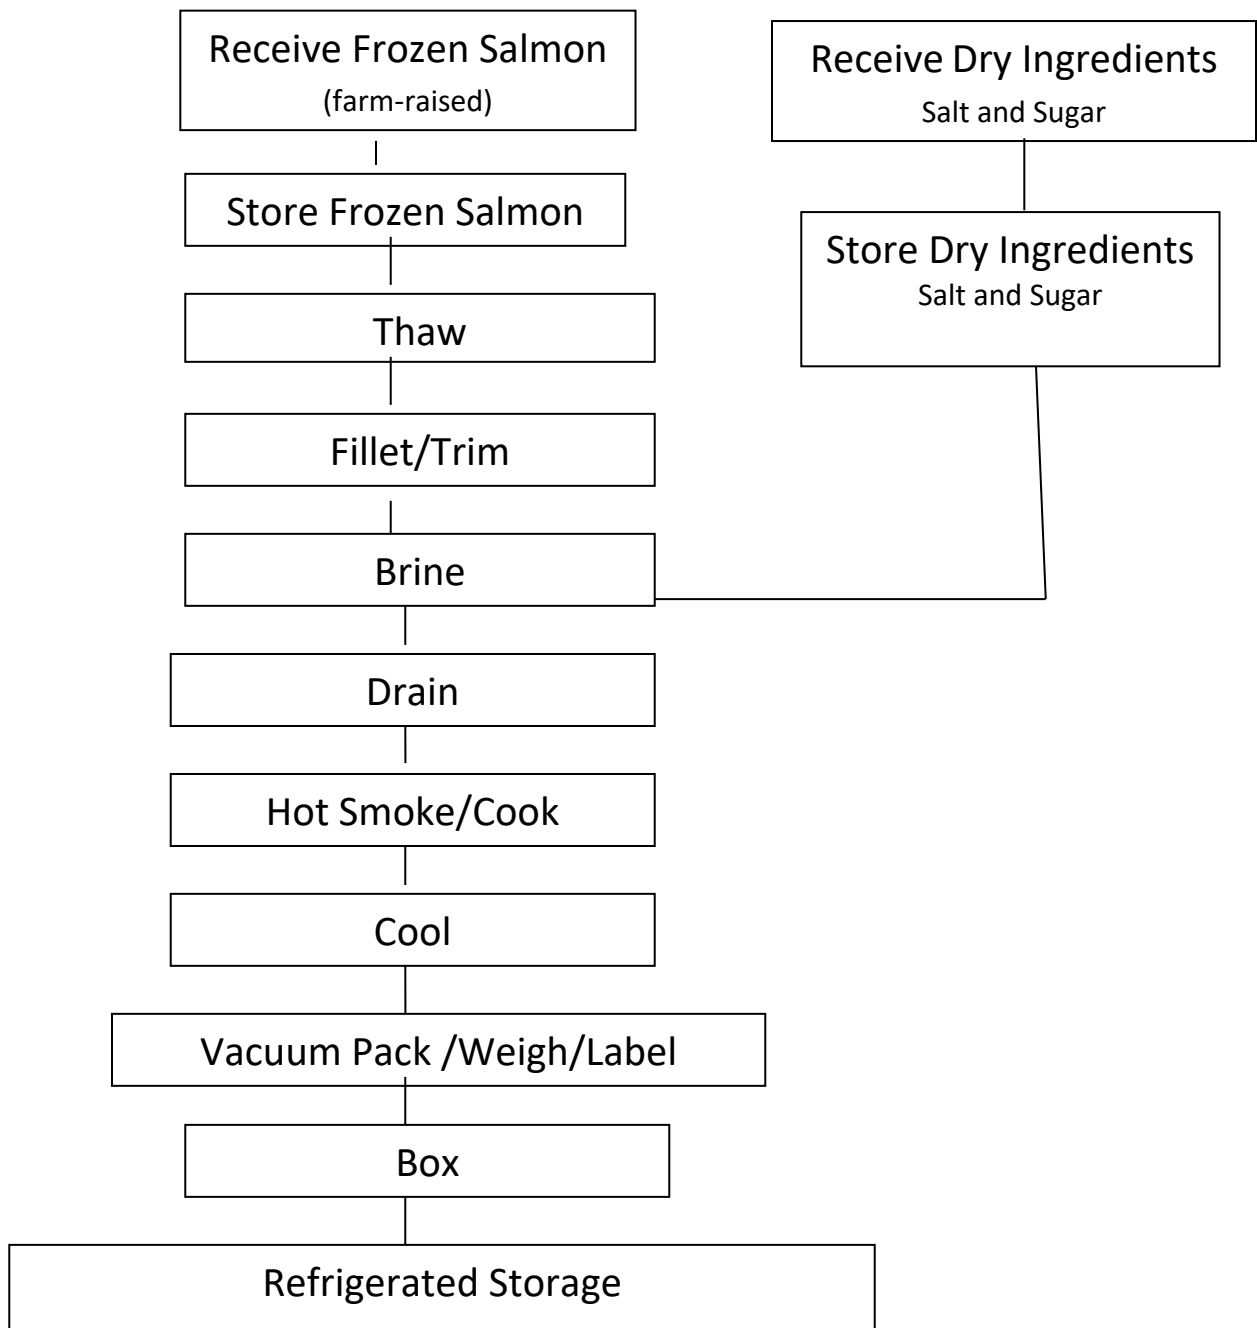 Receive Frozen Salmon
(farm-raised)
Store Frozen Salmon
Thaw
Fillet/Trim
Brine
Drain
Hot Smoke/Cook
Cool
Vacuum Pack /Weigh/Label
Box
Refrigerated Storage
Receive Dry Ingredients
Salt and Sugar
Store Dry Ingredients
Salt and Sugar